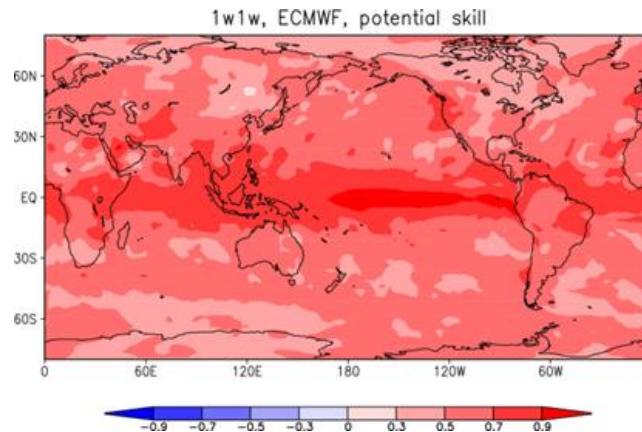 1w1w, ECMWF, potential skill
60N
30N
EQ
30S
60S
0 60E 120E 180 120W 60W
-0.9 -0.7 -0.5 -0.3 0 0.3 0.5 0.7 0.9